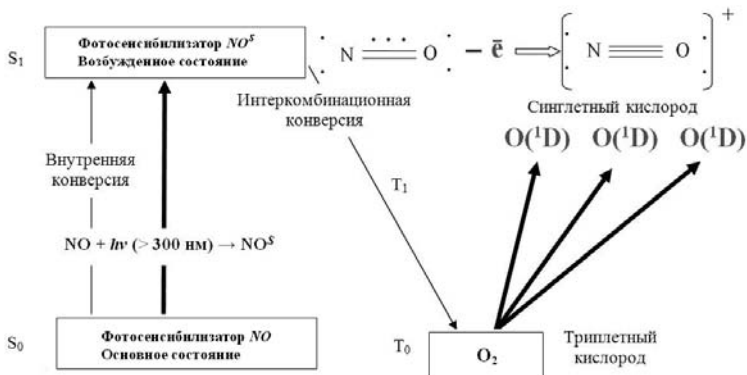 S₁
Фотосенсибилизатор NOˢ
Возбужденное состояние
N O − ē ⇒ [N≡O]⁺
Интеркомбинационная
конверсия
Синглетный кислород
O(¹D) O(¹D) O(¹D)
Внутренняя
конверсия
T₁
NO + hν (> 300 нм) → NOˢ
S₀
Фотосенсибилизатор NO
Основное состояние
T₀
O₂
Триплетный
кислород